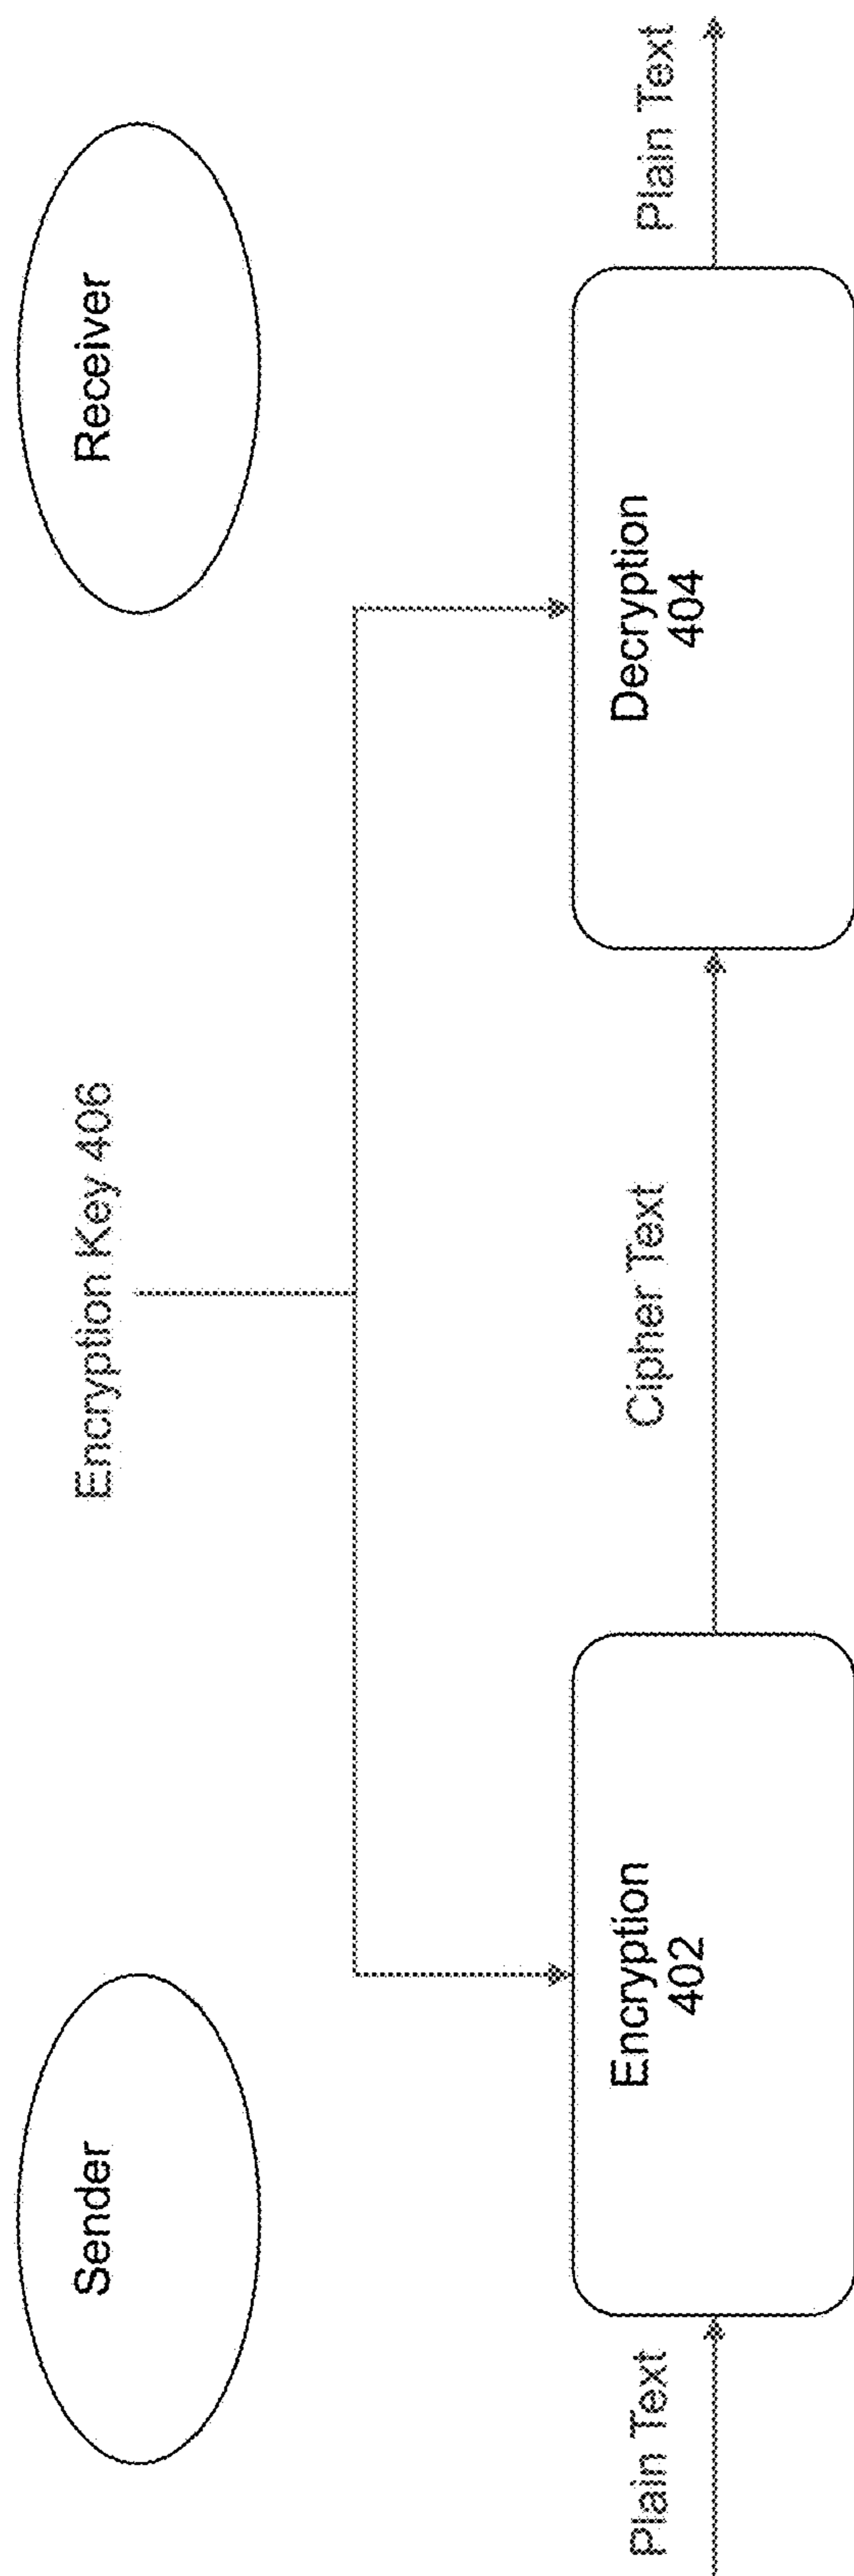 Sender
Encryption Key 406
Receiver
Plain Text
Encryption
402
Cipher Text
Decryption
404
Plain Text